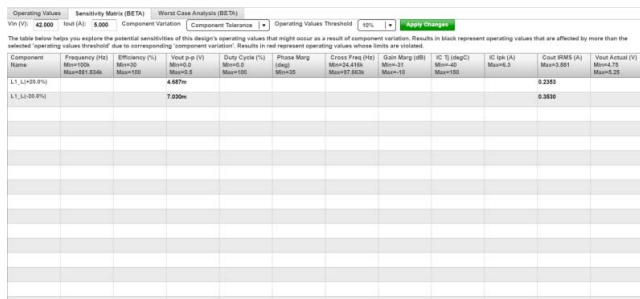 Operating Values Sensitivity Matrix (BETA) Worst Case Analysis (BETA)
Vin (V): 42.000 Iout (A): 5.000 Component Variation Component Tolerance Operating Values Threshold 10% Apply Changes
The table below helps you explore the potential sensitivities of this design's operating values that might occur as a result of component variation. Results in black represent operating values that are affected by more than the
selected 'operating values threshold' due to corresponding 'component variation'. Results in red represent operating values whose limits are violated.
Component Frequency (Hz) Efficiency (%) Vout p-p (V) Duty Cycle (%) Phase Marg Cross Freq (Hz) Gain Marg (dB) IC Tj (degC) IC Ipk (A) Cout IRMS (A) Vout Actual (V)
Name Min=100k Min=30 Min=0.0 Min=0.0 (deg) Min=24.416k Min=-31 Min=-40 Max=6.3 Max=3.881 Min=4.75
Max=881.834k Max=100 Max=0.5 Max=100 Min=35 Max=97.663k Max=-10 Max=150 Max=5.25
L1_L(+20.0%) 4.687m 0.2353
L1_L(-20.0%) 7.030m 0.3530